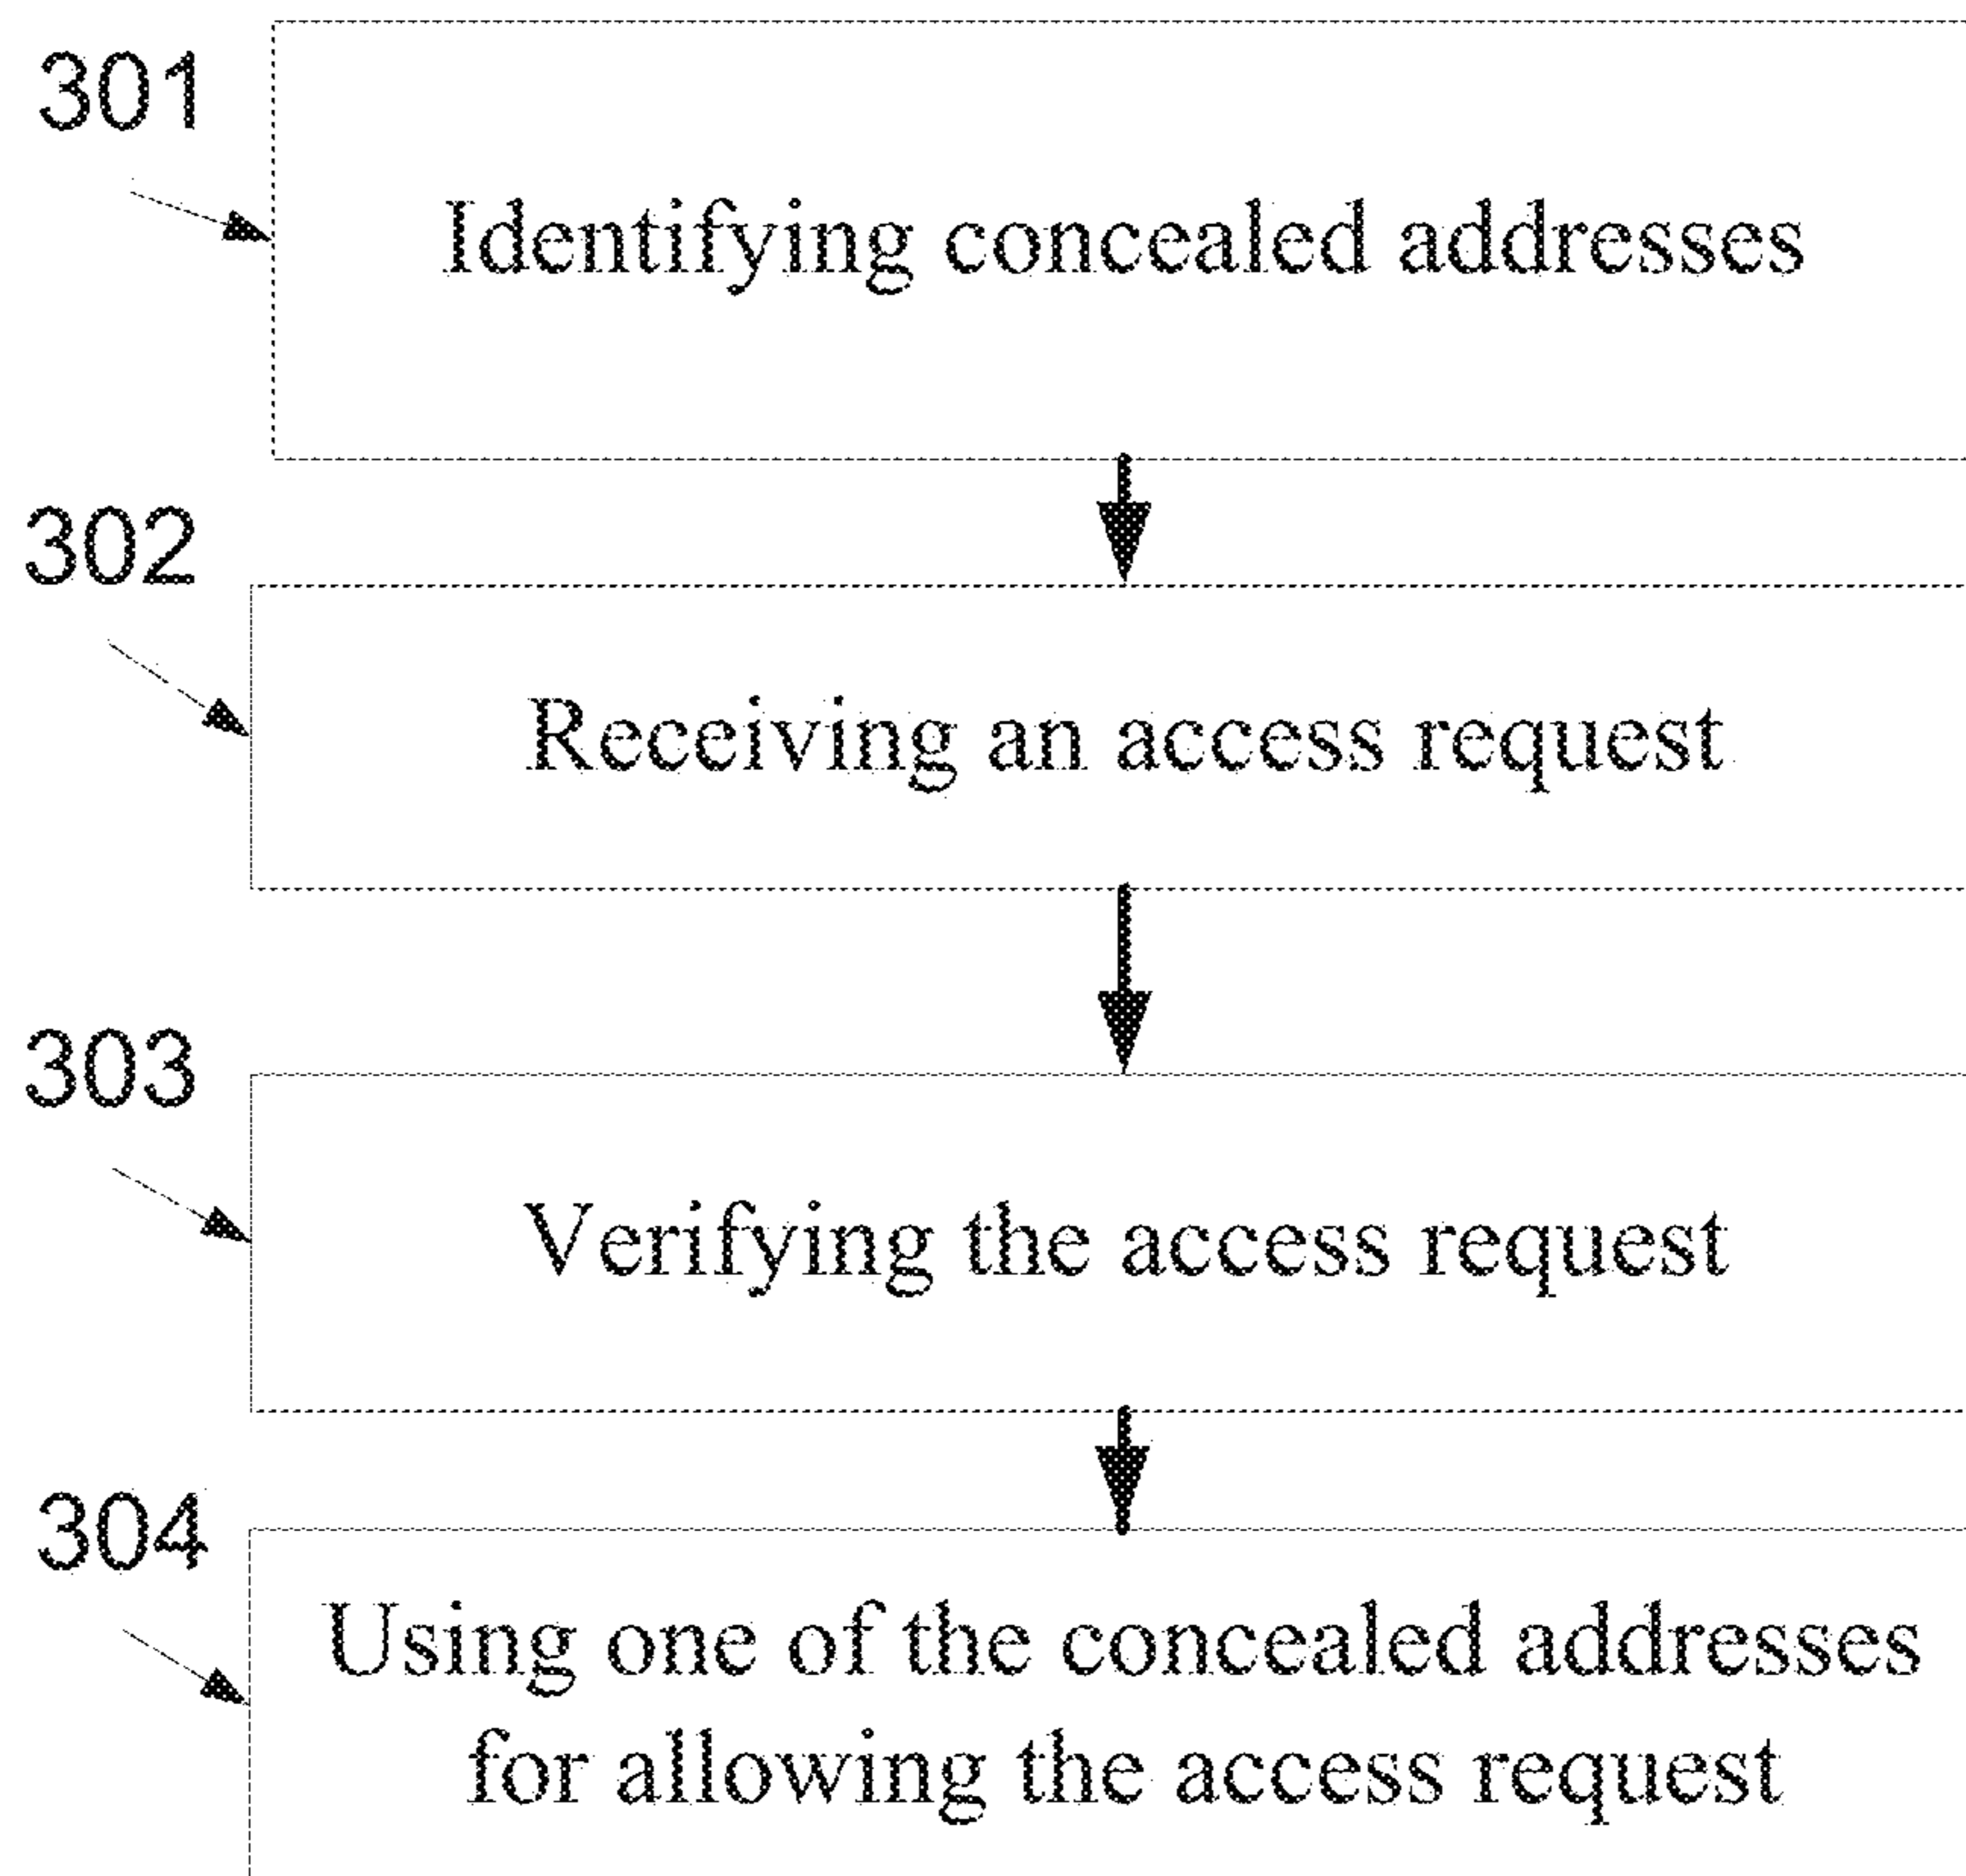 301
Identifying concealed addresses
302
Receiving an access request
303
Verifying the access request
304
Using one of the concealed addresses
for allowing the access request